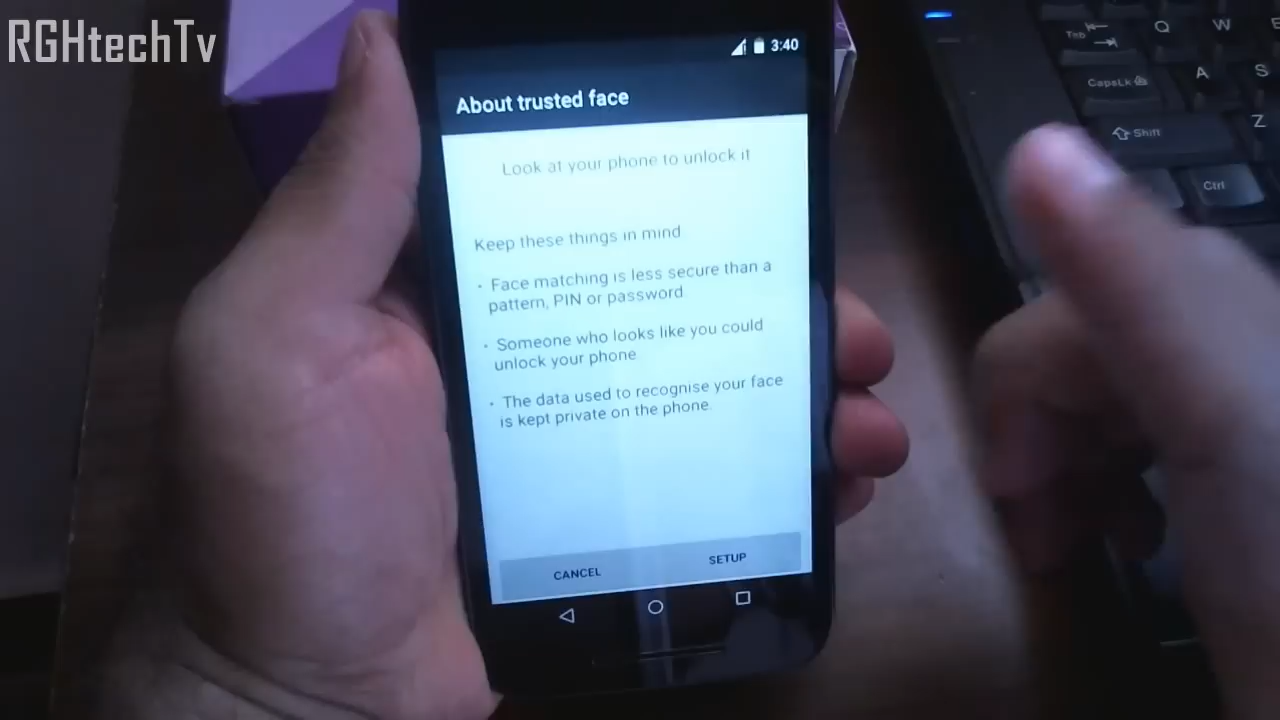 RGHtechTv
3:40
About trusted face
Look at your phone to unlock it
Keep these things in mind
· Face matching is less secure than a
pattern, PIN or password.
· Someone who looks like you could
unlock your phone.
· The data used to recognise your face
is kept private on the phone.
CANCEL
SETUP
Tab
Q
W
E
CapsLk
A
S
Shift
Z
Ctrl